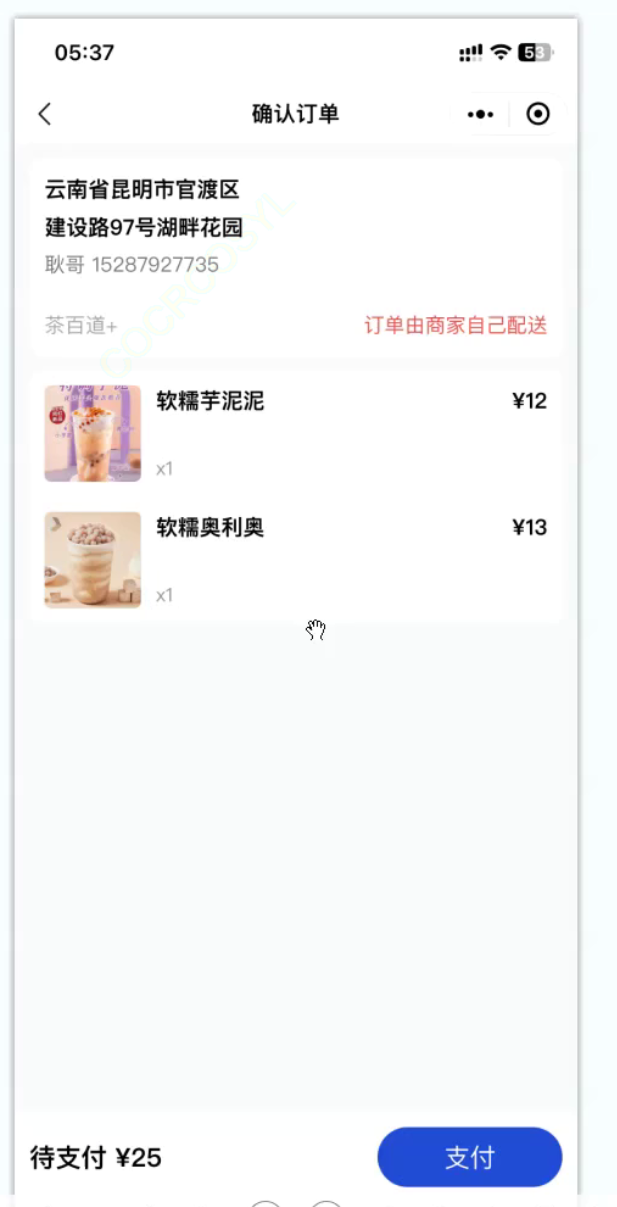 05:37
53
确认订单
云南省昆明市官渡区
建设路97号湖畔花园
耿哥 15287927735
茶百道+
订单由商家自己配送
软糯芋泥泥
¥12
x1
软糯奥利奥
¥13
x1
待支付 ¥25
支付